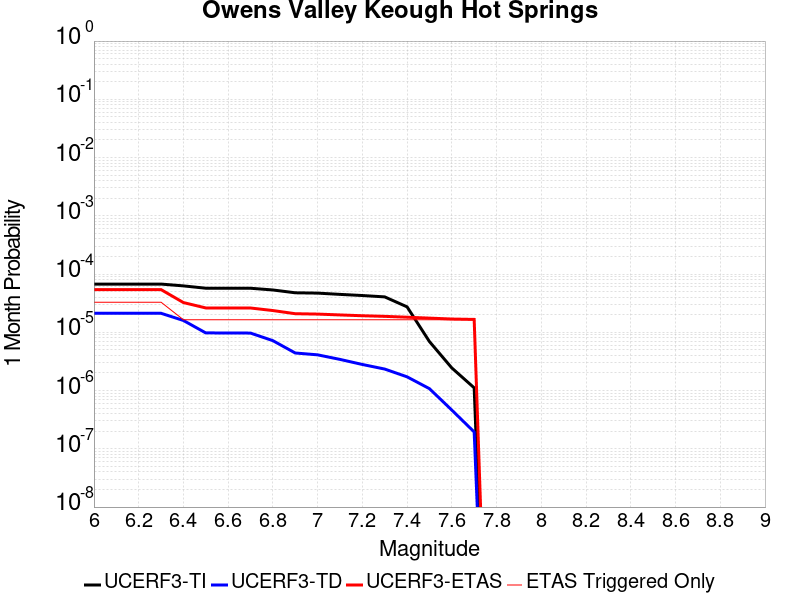 Owens Valley Keough Hot Springs
10^0
10^-1
10^-2
10^-3
10^-4
10^-5
10^-6
10^-7
10^-8
1 Month Probability
6 6.2 6.4 6.6 6.8 7 7.2 7.4 7.6 7.8 8 8.2 8.4 8.6 8.8 9
Magnitude
UCERF3-TI UCERF3-TD UCERF3-ETAS ETAS Triggered Only